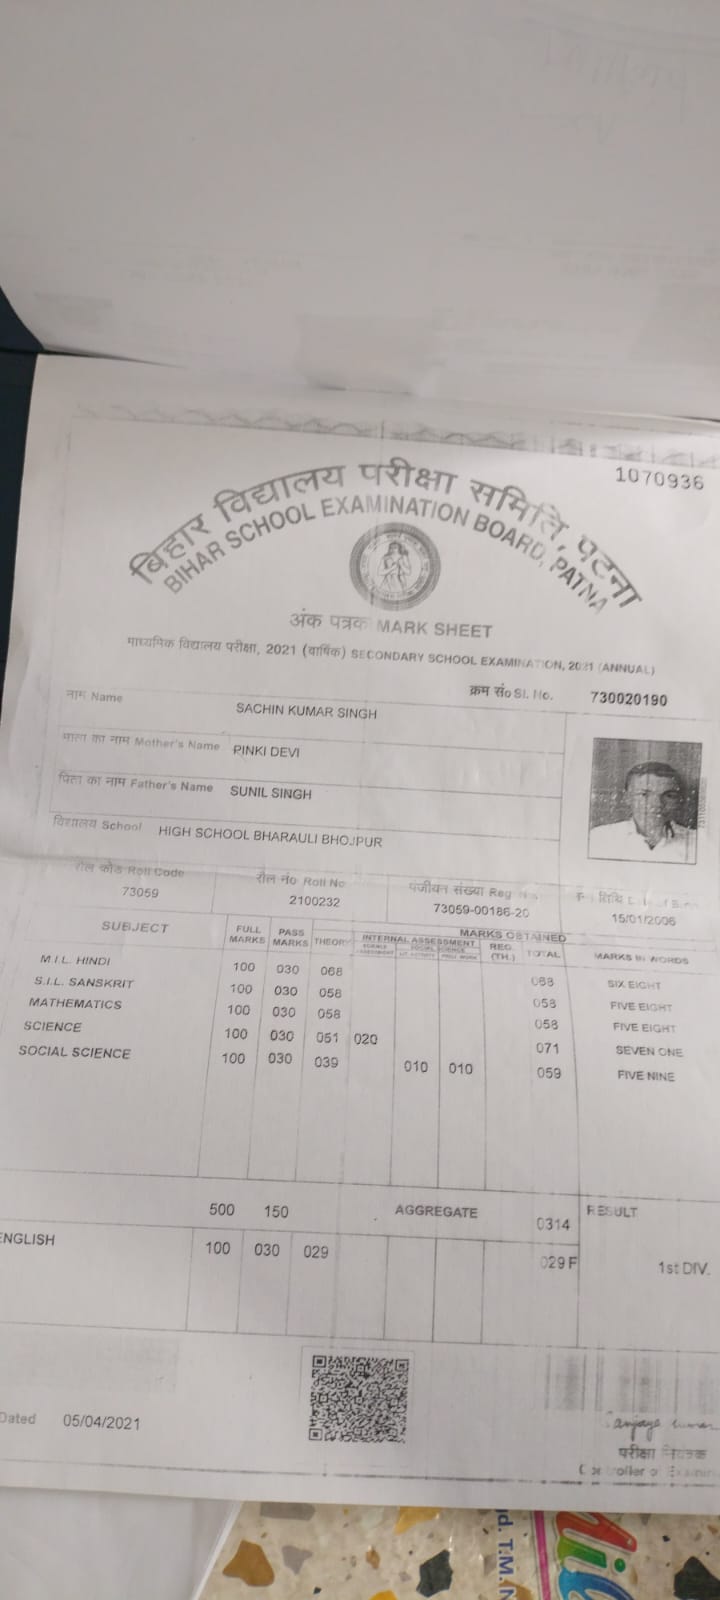 1070936
बिहार विद्यालय परीक्षा समिति, पटना
BIHAR SCHOOL EXAMINATION BOARD, PATNA
अंक पत्रक MARK SHEET
माध्यमिक विद्यालय परीक्षा, 2021 (वार्षिक) SECONDARY SCHOOL EXAMINATION, 2021 (ANNUAL)
क्रम सं० Sl. No. 730020190
नाम Name SACHIN KUMAR SINGH
माता का नाम Mother's Name PINKI DEVI
पिता का नाम Father's Name SUNIL SINGH
विद्यालय School HIGH SCHOOL BHARAULI BHOJPUR
रोल कोड Roll Code रोल नं० Roll No पंजीयन संख्या Reg तिथि
73059 2100232 73059-00186-20 15/01/2006
SUBJECT FULL MARKS PASS MARKS THEORY MARKS OBTAINED
INTERNAL ASSESSMENT REG. (TH.) TOTAL MARKS IN WORDS
SCIENCE SOCIAL SCIENCE
M.I.L. HINDI 100 030 068 068 SIX EIGHT
S.I.L. SANSKRIT 100 030 058 058 FIVE EIGHT
MATHEMATICS 100 030 058 058 FIVE EIGHT
SCIENCE 100 030 051 020 071 SEVEN ONE
SOCIAL SCIENCE 100 030 039 010 010 059 FIVE NINE
500 150 AGGREGATE 0314 RESULT
ENGLISH 100 030 029 029 F 1st DIV.
Dated 05/04/2021
परीक्षा नियंत्रक
d. T.M.